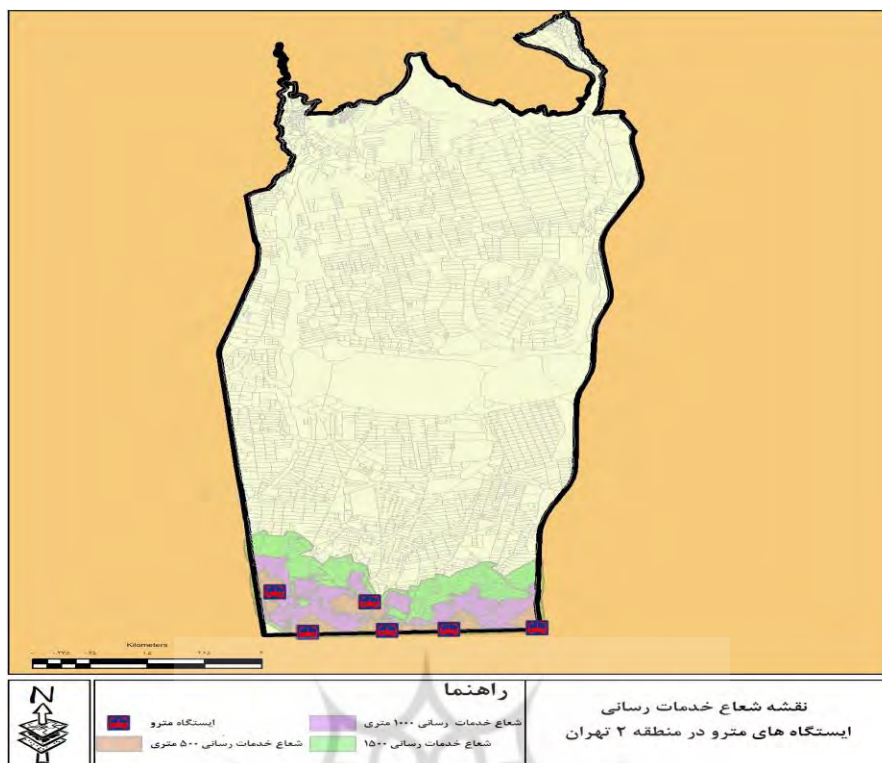 Kilometers
راهنما
ایستگاه مترو
شعاع خدمات رسانی ۱۰۰۰ متری
شعاع خدمات رسانی ۵۰۰ متری
شعاع خدمات رسانی ۱۵۰۰
نقشه شعاع خدمات رسانی
ایستگاه های مترو در منطقه ۲ تهران
N